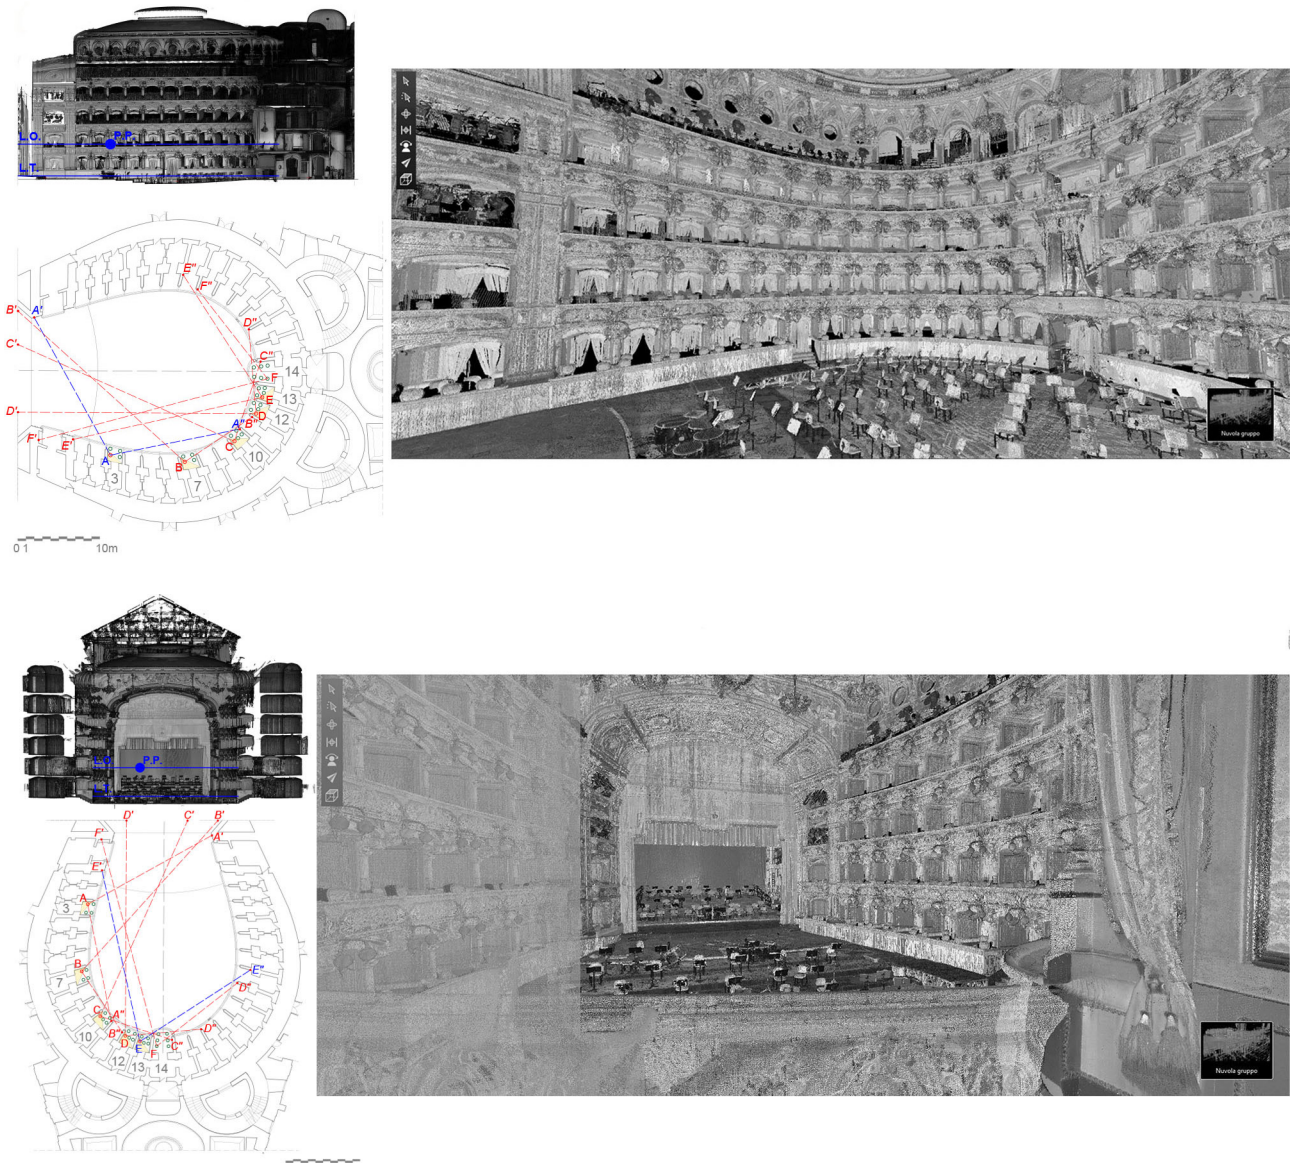 L.O.
P.P.
L.T.
E"
F"
B'
A'
D"
C'
C"
14
F
13
E
D'
D
12
A"
B"
F'
E'
C
A
B
10
3
7
0 1
10m
Nuvola gruppo
L.O.
P.P.
L.T.
D'
C'
B'
F'
A'
E'
A
3
B
E"
7
D"
C
A"
B"
D"
10
D
E
F
C"
12
13
14
Nuvola gruppo